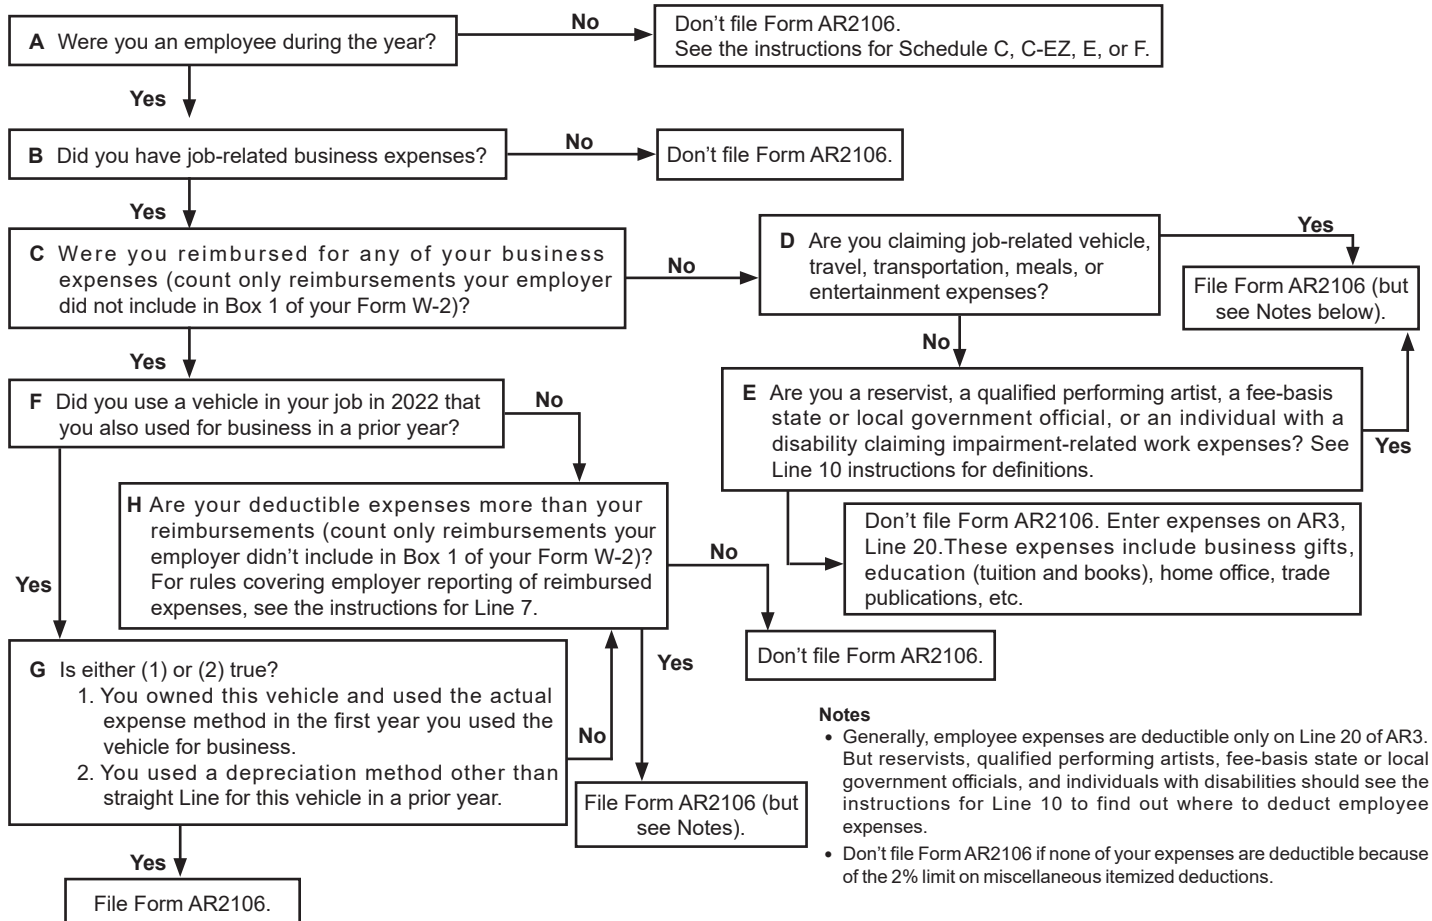 A Were you an employee during the year?
No
Don't file Form AR2106.
See the instructions for Schedule C, C-EZ, E, or F.
Yes
B Did you have job-related business expenses?
No
Don't file Form AR2106.
Yes
C Were you reimbursed for any of your business
expenses (count only reimbursements your employer
did not include in Box 1 of your Form W-2)?
No
D Are you claiming job-related vehicle,
travel, transportation, meals, or
entertainment expenses?
Yes
File Form AR2106 (but
see Notes below).
No
E Are you a reservist, a qualified performing artist, a fee-basis
state or local government official, or an individual with a
disability claiming impairment-related work expenses? See
Line 10 instructions for definitions.
Yes
Don't file Form AR2106. Enter expenses on AR3,
Line 20.These expenses include business gifts,
education (tuition and books), home office, trade
publications, etc.
Yes
F Did you use a vehicle in your job in 2022 that
you also used for business in a prior year?
No
H Are your deductible expenses more than your
reimbursements (count only reimbursements your
employer didn't include in Box 1 of your Form W-2)?
For rules covering employer reporting of reimbursed
expenses, see the instructions for Line 7.
No
Don't file Form AR2106.
Yes
File Form AR2106 (but
see Notes).
Yes
G Is either (1) or (2) true?
1. You owned this vehicle and used the actual
expense method in the first year you used the
vehicle for business.
2. You used a depreciation method other than
straight Line for this vehicle in a prior year.
No
Yes
File Form AR2106.
Notes
• Generally, employee expenses are deductible only on Line 20 of AR3.
But reservists, qualified performing artists, fee-basis state or local
government officials, and individuals with disabilities should see the
instructions for Line 10 to find out where to deduct employee
expenses.
• Don't file Form AR2106 if none of your expenses are deductible because
of the 2% limit on miscellaneous itemized deductions.